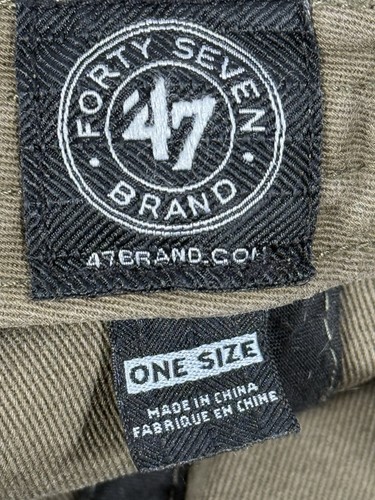 FORTY SEVEN
47
BRAND
47BRAND.COM
ONE SIZE
MADE IN CHINA
FABRIQUE EN CHINE